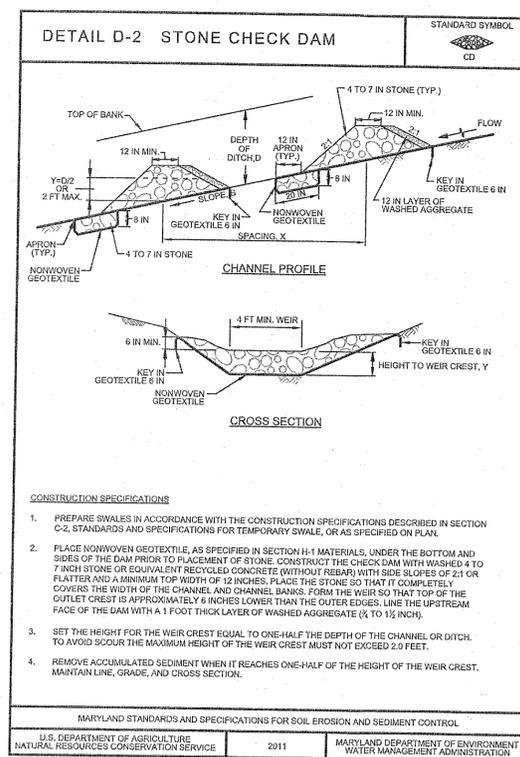 DETAIL D-2 STONE CHECK DAM
STANDARD SYMBOL
CD
4 TO 7 IN STONE (TYP.)
TOP OF BANK
12 IN MIN.
FLOW
2:1
2:1
12 IN MIN.
DEPTH
OF
DITCH,D
12 IN
APRON
(TYP.)
Y=D/2
OR
2 FT MAX.
8 IN
KEY IN
GEOTEXTILE 6 IN
SLOPE, S
20 IN
12 IN LAYER OF
WASHED AGGREGATE
8 IN
KEY IN
GEOTEXTILE 6 IN
NONWOVEN
GEOTEXTILE
SPACING, X
APRON
(TYP.)
4 TO 7 IN STONE
NONWOVEN
GEOTEXTILE
CHANNEL PROFILE
4 FT MIN. WEIR
6 IN MIN.
KEY IN
GEOTEXTILE 6 IN
HEIGHT TO WEIR CREST, Y
KEY IN
GEOTEXTILE 6 IN
NONWOVEN
GEOTEXTILE
CROSS SECTION
CONSTRUCTION SPECIFICATIONS
1. PREPARE SWALES IN ACCORDANCE WITH THE CONSTRUCTION SPECIFICATIONS DESCRIBED IN SECTION
C-2, STANDARDS AND SPECIFICATIONS FOR TEMPORARY SWALE, OR AS SPECIFIED ON PLAN.
2. PLACE NONWOVEN GEOTEXTILE, AS SPECIFIED IN SECTION H-1 MATERIALS, UNDER THE BOTTOM AND
SIDES OF THE DAM PRIOR TO PLACEMENT OF STONE. CONSTRUCT THE CHECK DAM WITH WASHED 4 TO
7 INCH STONE OR EQUIVALENT RECYCLED CONCRETE (WITHOUT REBAR) WITH SIDE SLOPES OF 2:1 OR
FLATTER AND A MINIMUM TOP WIDTH OF 12 INCHES. PLACE THE STONE SO THAT IT COMPLETELY
COVERS THE WIDTH OF THE CHANNEL AND CHANNEL BANKS. FORM THE WEIR SO THAT TOP OF THE
OUTLET CREST IS APPROXIMATELY 6 INCHES LOWER THAN THE OUTER EDGES. LINE THE UPSTREAM
FACE OF THE DAM WITH A 1 FOOT THICK LAYER OF WASHED AGGREGATE (¾ TO 1½ INCH).
3. SET THE HEIGHT FOR THE WEIR CREST EQUAL TO ONE-HALF THE DEPTH OF THE CHANNEL OR DITCH.
TO AVOID SCOUR THE MAXIMUM HEIGHT OF THE WEIR CREST MUST NOT EXCEED 2.0 FEET.
4. REMOVE ACCUMULATED SEDIMENT WHEN IT REACHES ONE-HALF OF THE HEIGHT OF THE WEIR CREST.
MAINTAIN LINE, GRADE, AND CROSS SECTION.
MARYLAND STANDARDS AND SPECIFICATIONS FOR SOIL EROSION AND SEDIMENT CONTROL
U.S. DEPARTMENT OF AGRICULTURE
NATURAL RESOURCES CONSERVATION SERVICE
2011
MARYLAND DEPARTMENT OF ENVIRONMENT
WATER MANAGEMENT ADMINISTRATION